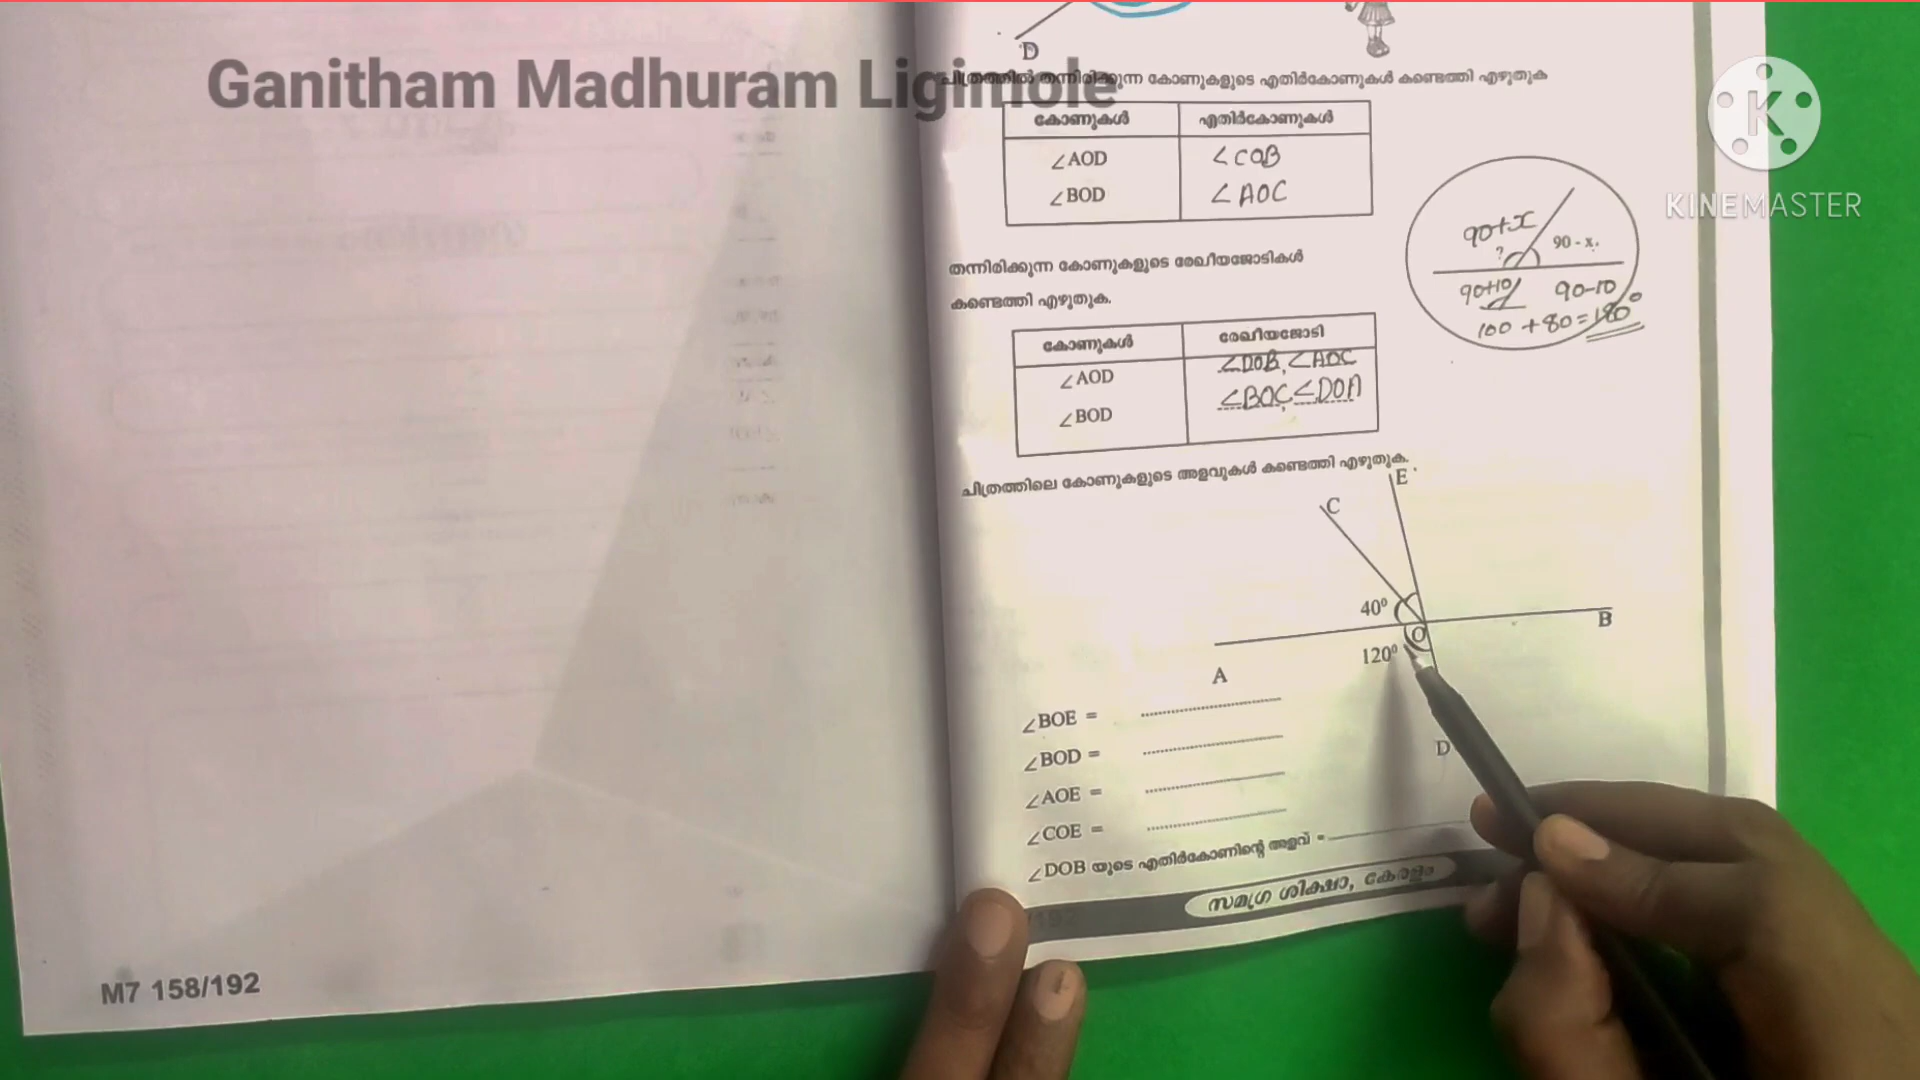 Ganitham Madhuram Ligimole
D
ചിത്രത്തിൽ തന്നിരിക്കുന്ന കോണുകളുടെ എതിർകോണുകൾ കണ്ടെത്തി എഴുതുക
കോണുകൾ എതിർകോണുകൾ
∠AOD ∠COB
∠BOD ∠AOC
KINEMASTER
90+x
? 90 - x.
90+10 90-10
100 + 80 = 180°
തന്നിരിക്കുന്ന കോണുകളുടെ രേഖീയജോടികൾ
കണ്ടെത്തി എഴുതുക.
കോണുകൾ രേഖീയജോടി
∠AOD ∠DOB, ∠AOC
∠BOD ∠BOC, ∠DOA
ചിത്രത്തിലെ കോണുകളുടെ അളവുകൾ കണ്ടെത്തി എഴുതുക.
E
C
40⁰
O B
120⁰
A
D
∠BOE = ....................
∠BOD = ....................
∠AOE = ....................
∠COE = ....................
∠DOB യുടെ എതിർകോണിന്റെ അളവ് =
സമഗ്ര ശിക്ഷാ, കേരളം
M7 158/192